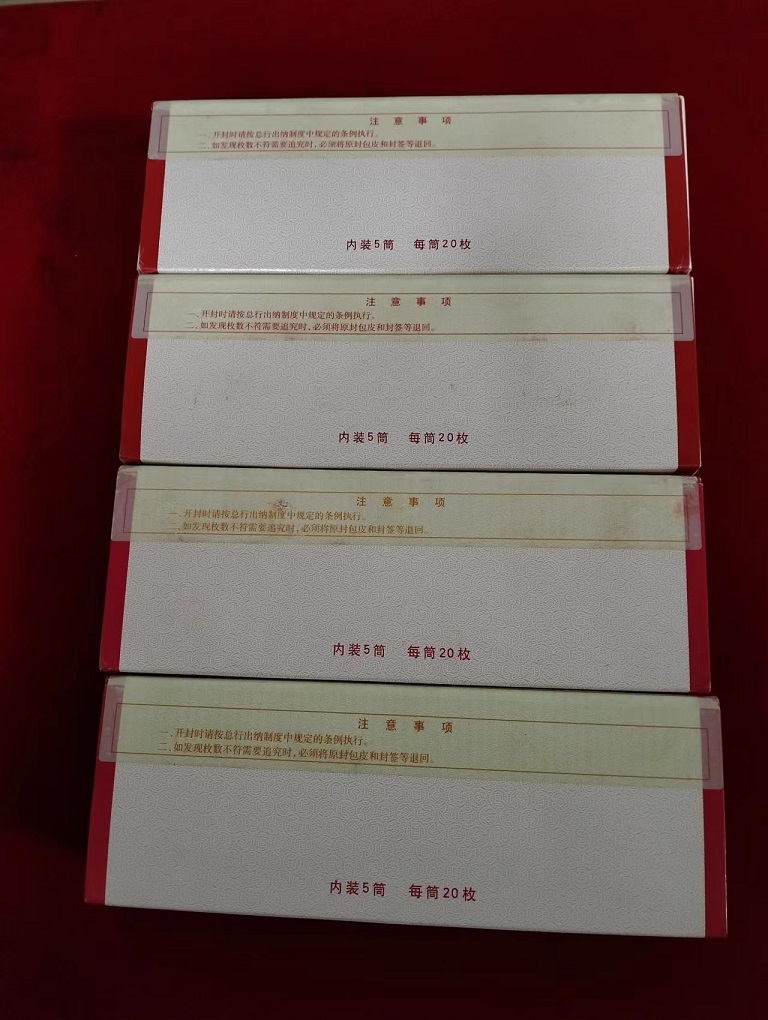 注意事项
一、开封时请按总行出纳制度中规定的条例执行。
二、如发现枚数不符需要追究时，必须将原封包皮和封签等退回。
内装5筒 每筒20枚
注意事项
一、开封时请按总行出纳制度中规定的条例执行。
二、如发现枚数不符需要追究时，必须将原封包皮和封签等退回。
内装5筒 每筒20枚
注意事项
一、开封时请按总行出纳制度中规定的条例执行。
二、如发现枚数不符需要追究时，必须将原封包皮和封签等退回。
内装5筒 每筒20枚
注意事项
一、开封时请按总行出纳制度中规定的条例执行。
二、如发现枚数不符需要追究时，必须将原封包皮和封签等退回。
内装5筒 每筒20枚